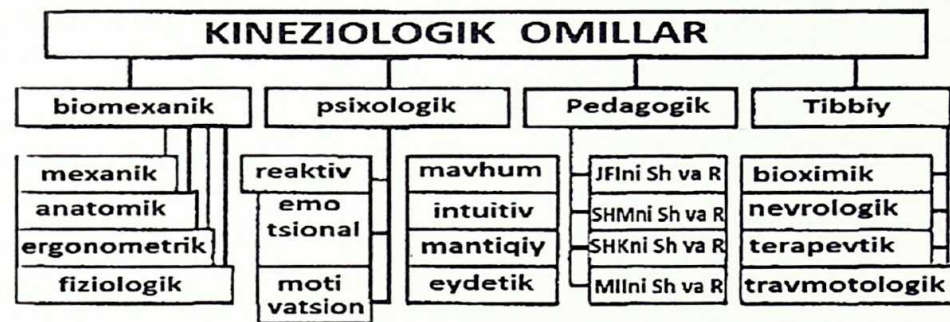 KINEZIOLOGIK OMILLAR
biomexanik
psixologik
Pedagogik
Tibbiy
mexanik
anatomik
ergonometrik
fiziologik
reaktiv
emo
tsional
moti
vatsion
mavhum
intuitiv
mantiqiy
eydetik
JFIni Sh va R
SHMni Sh va R
SHKni Sh va R
MIIni Sh va R
bioximik
nevrologik
terapevtik
travmotologik